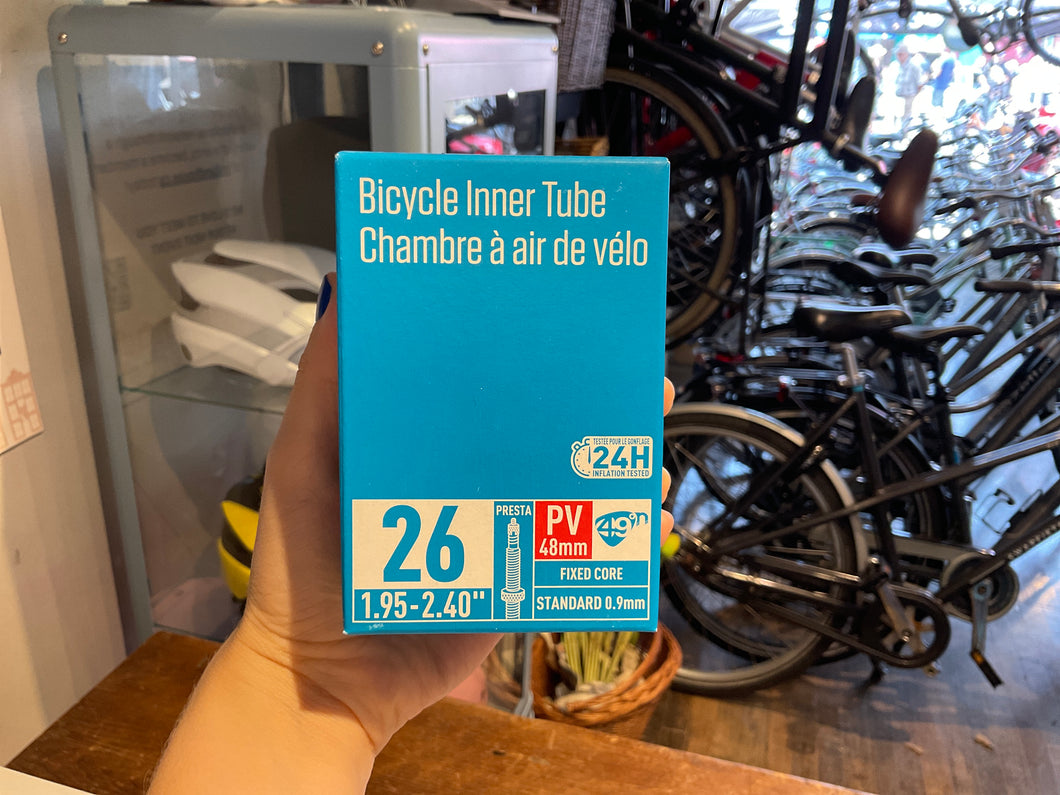 Bicycle Inner Tube
Chambre à air de vélo
TESTÉE POUR LE GONFLAGE
24H
INFLATION TESTED
26
1.95-2.40"
PRESTA
PV
48mm
49°N
FIXED CORE
STANDARD 0.9mm